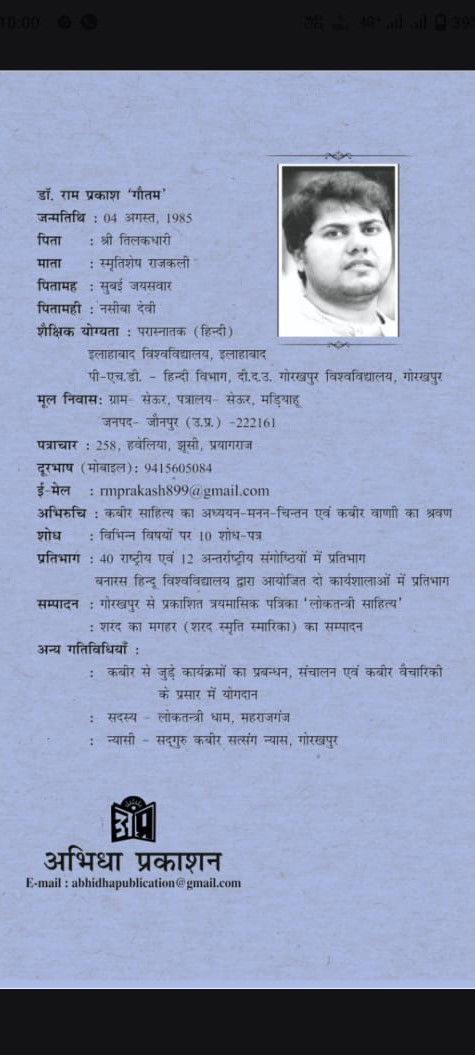 10:00
4G+
39
डॉ. राम प्रकाश ‘गौतम’
जन्मतिथि : 04 अगस्त, 1985
पिता : श्री तिलकधारी
माता : स्मृतिशेष राजकली
पितामह : सुबई जयसवार
पितामही : नसीबा देवी
शैक्षिक योग्यता : परास्नातक (हिन्दी)
इलाहाबाद विश्वविद्यालय, इलाहाबाद
पी-एच.डी. - हिन्दी विभाग, दी.द.उ. गोरखपुर विश्वविद्यालय, गोरखपुर
मूल निवास: ग्राम- सेऊर, पत्रालय- सेऊर, मड़ियाहू
जनपद- जौनपुर (उ.प्र.) -222161
पत्राचार : 258, हवेलिया, झूसी, प्रयागराज
दूरभाष (मोबाइल): 9415605084
ई-मेल : rmprakash899@gmail.com
अभिरुचि : कबीर साहित्य का अध्ययन-मनन-चिन्तन एवं कबीर वाणी का श्रवण
शोध : विभिन्न विषयों पर 10 शोध-पत्र
प्रतिभाग : 40 राष्ट्रीय एवं 12 अन्तर्राष्ट्रीय संगोष्ठियों में प्रतिभाग
बनारस हिन्दू विश्वविद्यालय द्वारा आयोजित दो कार्यशालाओं में प्रतिभाग
सम्पादन : गोरखपुर से प्रकाशित त्रयमासिक पत्रिका ‘लोकतन्त्री साहित्य’
: शरद का मगहर (शरद स्मृति स्मारिका) का सम्पादन
अन्य गतिविधियाँ :
: कबीर से जुड़े कार्यक्रमों का प्रबन्धन, संचालन एवं कबीर वैचारिकी
के प्रसार में योगदान
: सदस्य - लोकतन्त्री धाम, महराजगंज
: न्यासी - सद्गुरु कबीर सत्संग न्यास, गोरखपुर
अभिधा प्रकाशन
E-mail : abhidhapublication@gmail.com